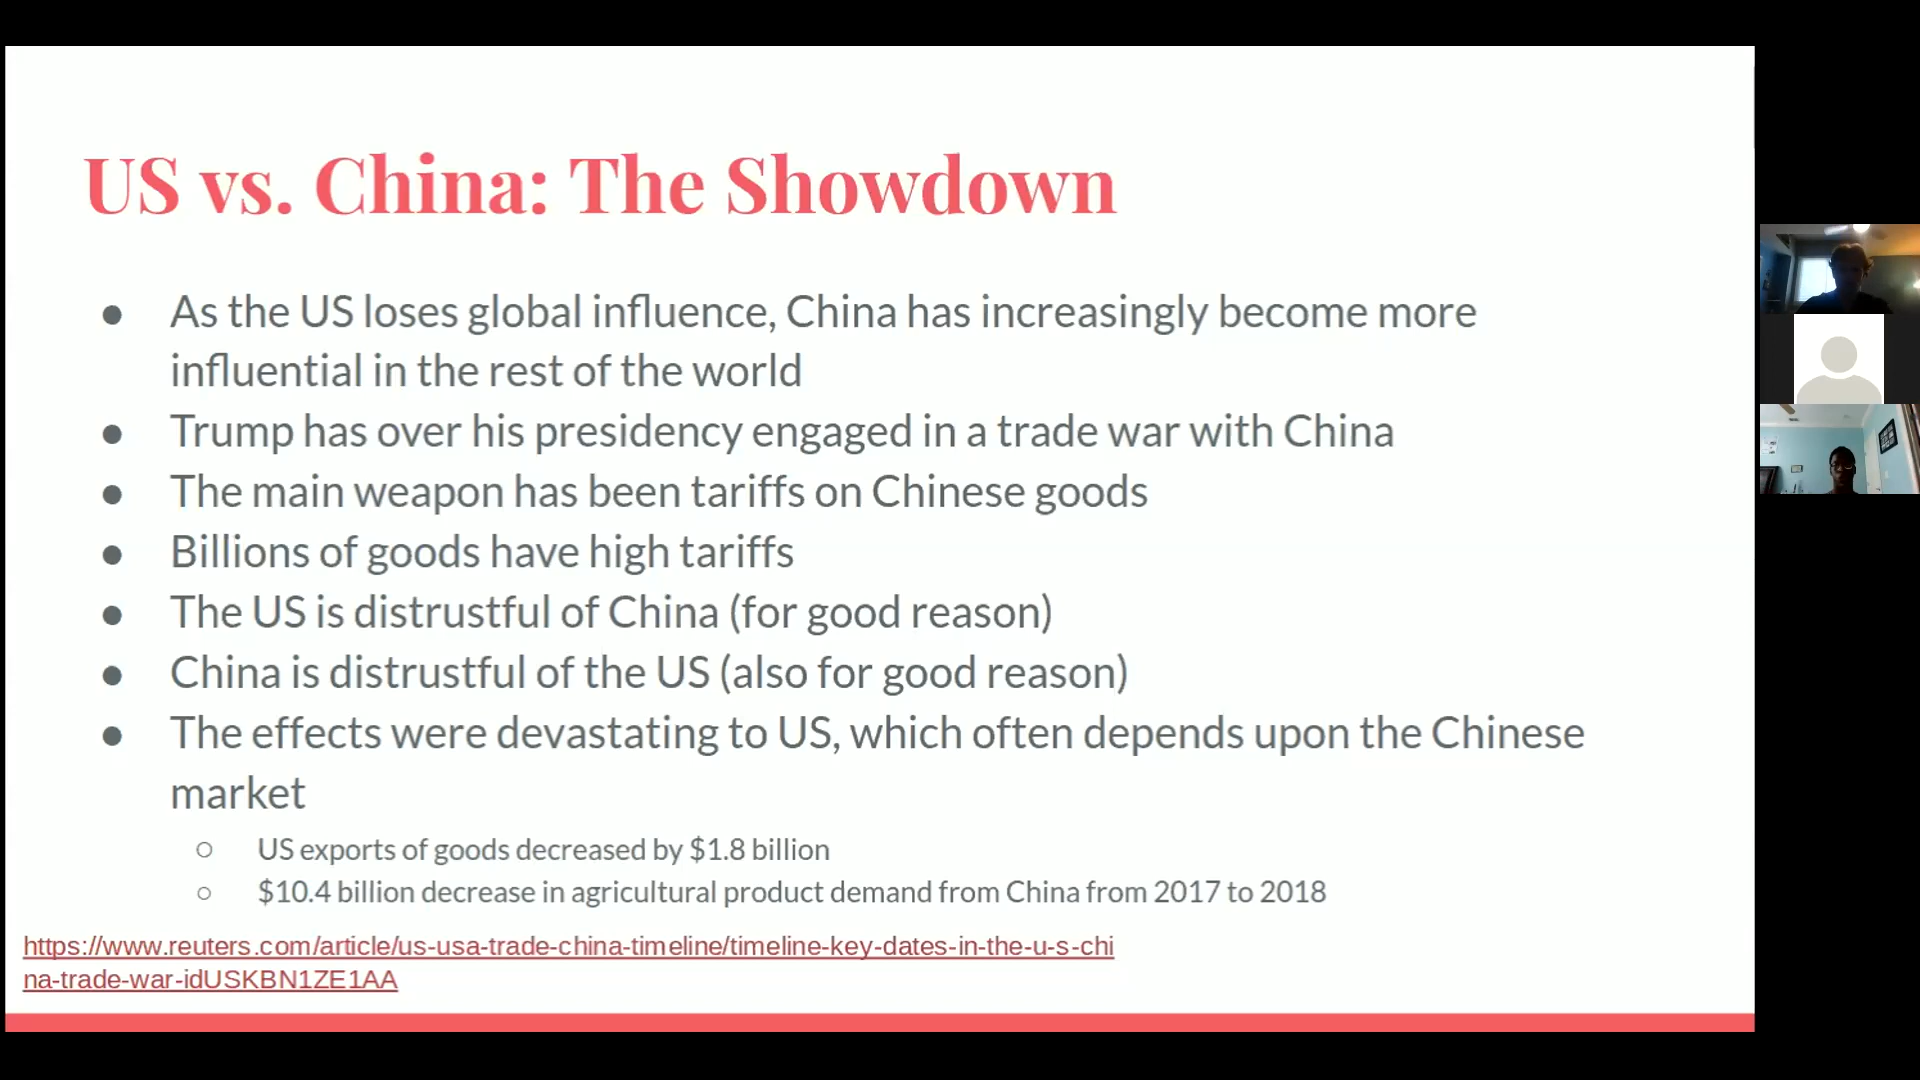 US vs. China: The Showdown
● As the US loses global influence, China has increasingly become more
influential in the rest of the world
● Trump has over his presidency engaged in a trade war with China
● The main weapon has been tariffs on Chinese goods
● Billions of goods have high tariffs
● The US is distrustful of China (for good reason)
● China is distrustful of the US (also for good reason)
● The effects were devastating to US, which often depends upon the Chinese
market
○ US exports of goods decreased by $1.8 billion
○ $10.4 billion decrease in agricultural product demand from China from 2017 to 2018
https://www.reuters.com/article/us-usa-trade-china-timeline/timeline-key-dates-in-the-u-s-chi
na-trade-war-idUSKBN1ZE1AA